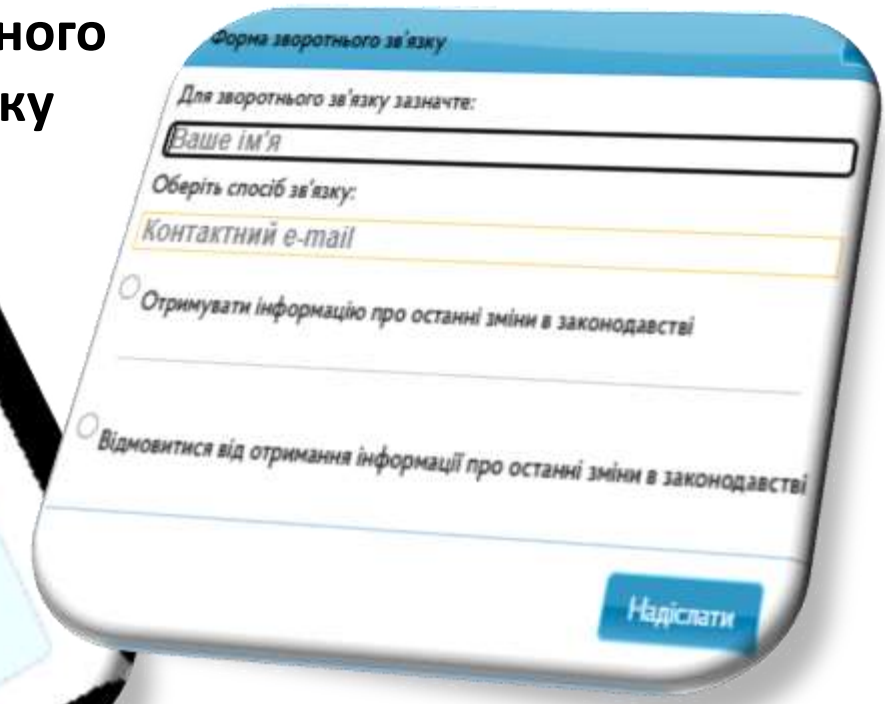 ного
ку
Форма зворотнього зв'язку
Для зворотнього зв'язку зазначте:
Ваше ім'я
Оберіть спосіб зв'язку:
Контактний e-mail
Отримувати інформацію про останні зміни в законодавстві
Відмовитися від отримання інформації про останні зміни в законодавстві
Надіслати